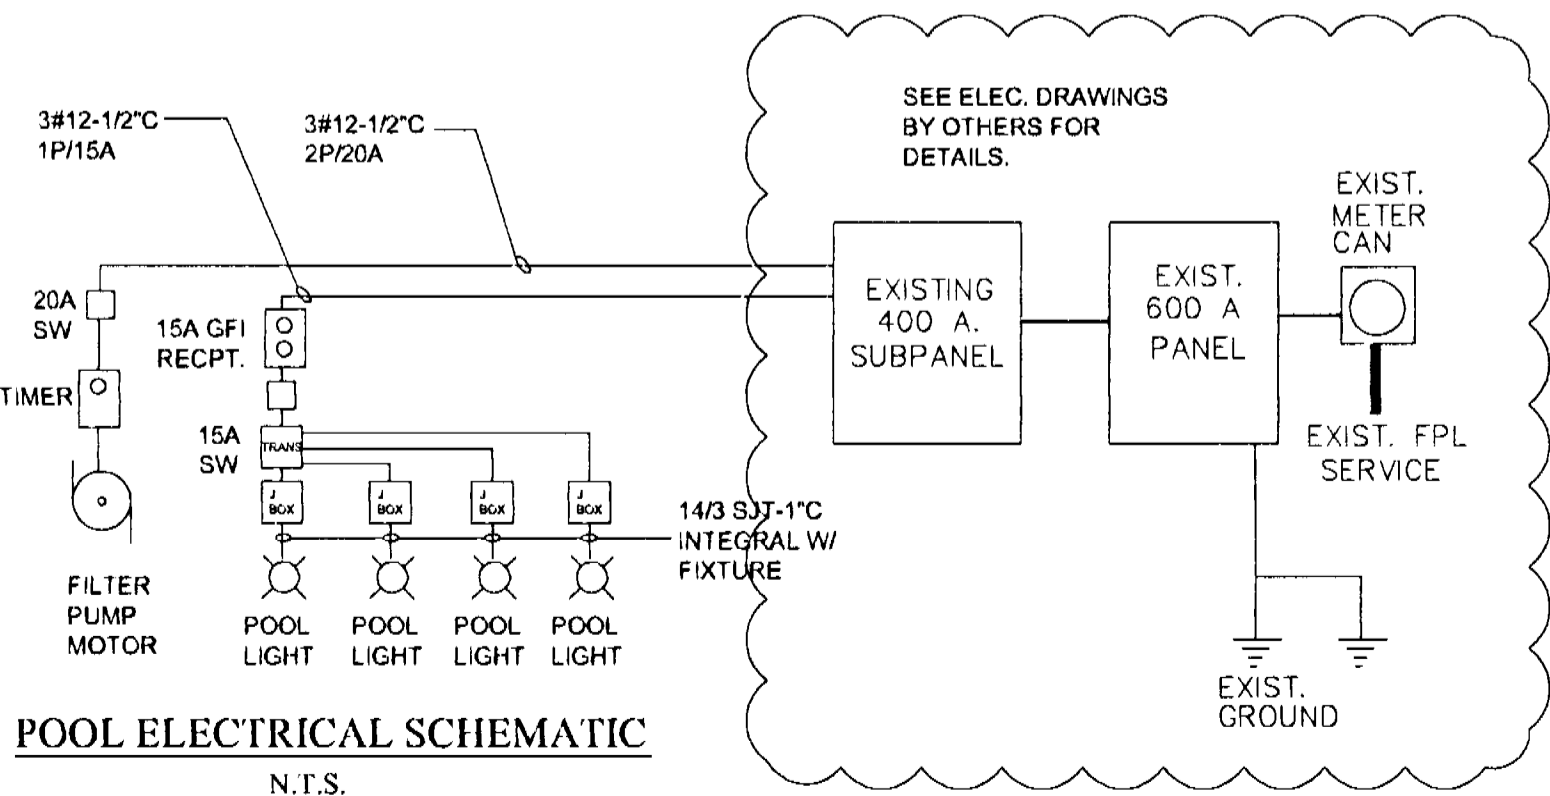 3#12-1/2"C
1P/15A
3#12-1/2"C
2P/20A
SEE ELEC. DRAWINGS
BY OTHERS FOR
DETAILS.
EXIST.
METER
CAN
20A
SW
15A GFI
RECPT.
EXISTING
400 A.
SUBPANEL
EXIST.
600 A
PANEL
TIMER
15A
SW
TRANS
EXIST. FPL
SERVICE
J
BOX
J
BOX
J
BOX
J
BOX
14/3 SJT-1"C
INTEGRAL W/
FIXTURE
FILTER
PUMP
MOTOR
POOL
LIGHT
POOL
LIGHT
POOL
LIGHT
POOL
LIGHT
EXIST.
GROUND
POOL ELECTRICAL SCHEMATIC
N.T.S.